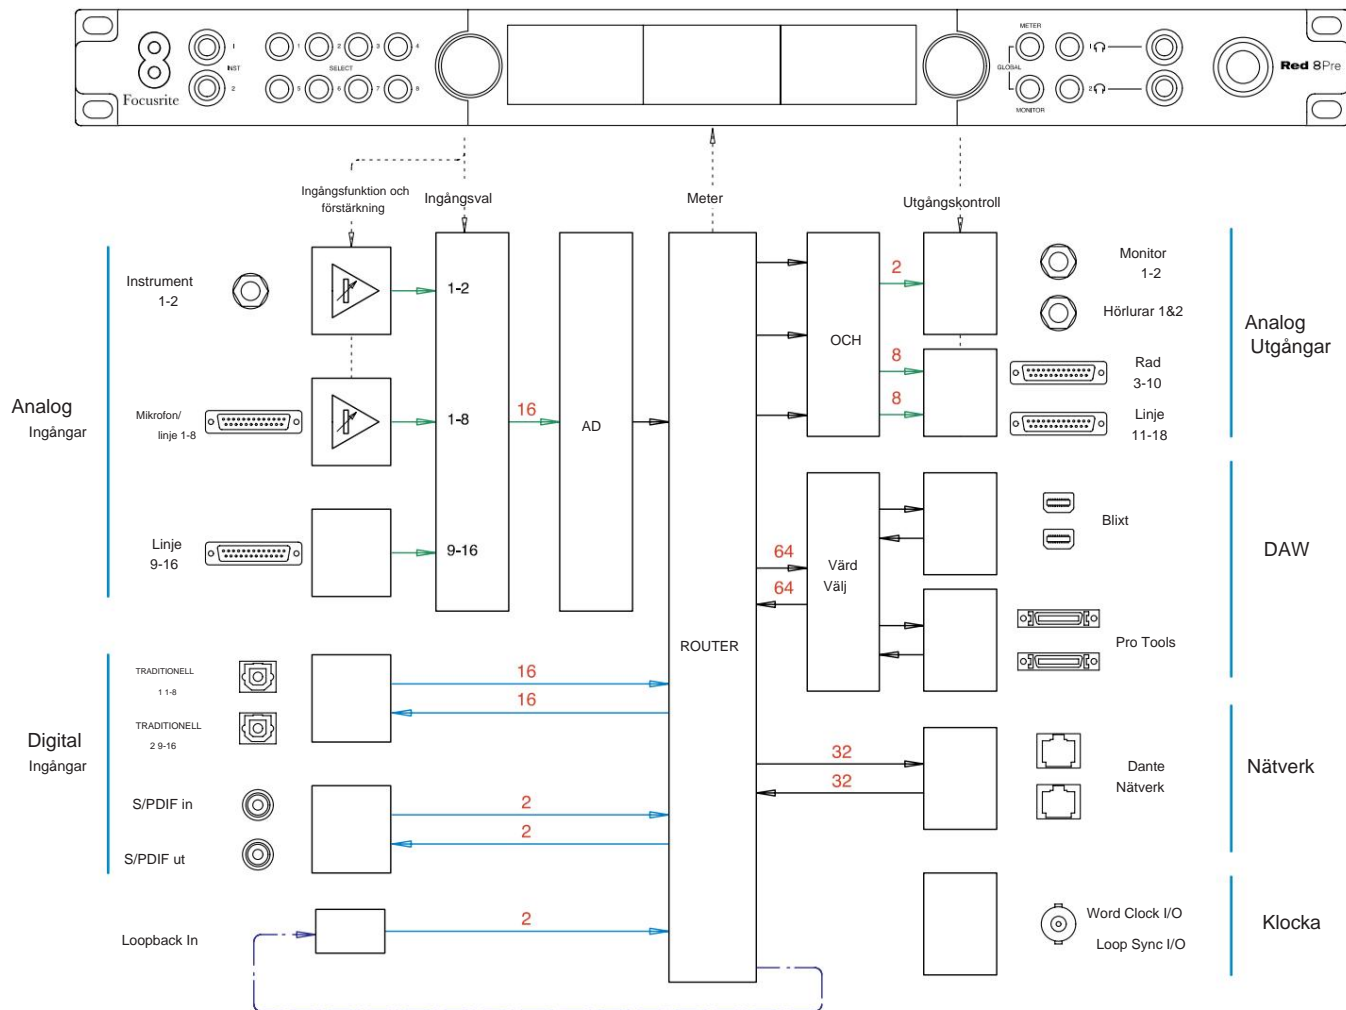 METER
1
1
2
3
4
1
INST
SELECT
GLOBAL
Red 8Pre
2
5
6
7
8
2
Focusrite
MONITOR
Ingångsfunktion och
förstärkning
Ingångsval
Meter
Utgångskontroll
Instrument
1-2
1-2
2
Monitor
1-2
Hörlurar 1&2
OCH
Analog
Utgångar
8
Rad
3-10
Analog
Ingångar
Mikrofon/
linje 1-8
1-8
16
AD
8
Linje
11-18
Linje
9-16
9-16
64
64
Värd
Välj
Blixt
DAW
ROUTER
Pro Tools
TRADITIONELL
1 1-8
16
16
TRADITIONELL
2 9-16
Digital
Ingångar
32
32
Dante
Nätverk
Nätverk
S/PDIF in
2
2
S/PDIF ut
Loopback In
2
Word Clock I/O
Loop Sync I/O
Klocka